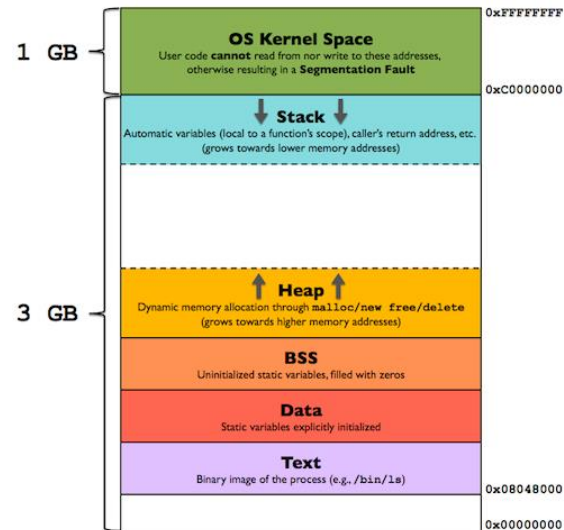 0xFFFFFFFF
1 GB
OS Kernel Space
User code cannot read from nor write to these addresses,
otherwise resulting in a Segmentation Fault
0xC0000000
Stack
Automatic variables (local to a function's scope), caller's return address, etc.
(grows towards lower memory addresses)
3 GB
Heap
Dynamic memory allocation through malloc/new free/delete
(grows towards higher memory addresses)
BSS
Uninitialized static variables, filled with zeros
Data
Static variables explicitly initialized
Text
Binary image of the process (e.g., /bin/ls)
0x08048000
0x00000000